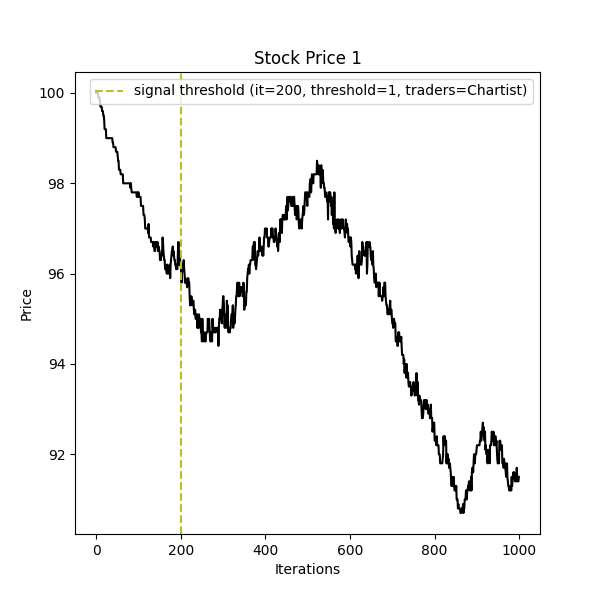 Stock Price 1
signal threshold (it=200, threshold=1, traders=Chartist)
100
98
96
94
92
Price
0 200 400 600 800 1000
Iterations